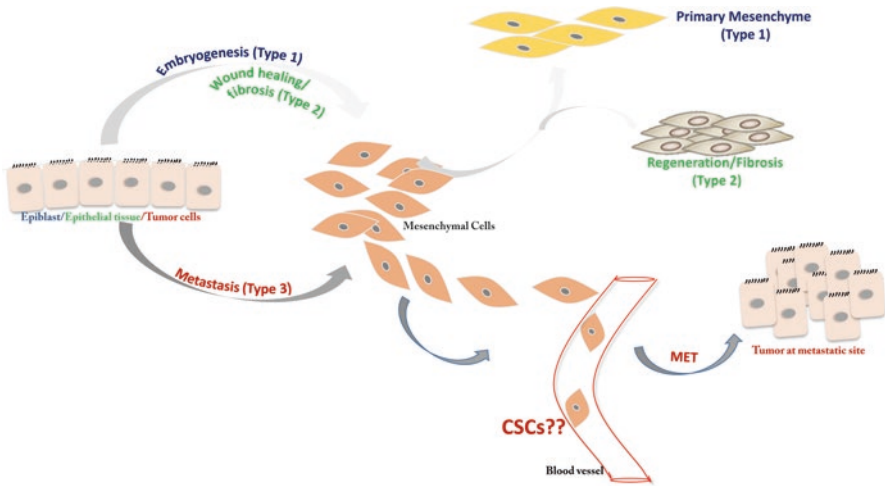 Primary Mesenchyme
(Type 1)
Embryogenesis (Type 1)
Wound healing/
fibrosis (Type 2)
Regeneration/Fibrosis
(Type 2)
Epiblast/Epithelial tissue/Tumor cells
Mesenchymal Cells
Metastasis (Type 3)
MET
Tumor at metastatic site
CSCs??
Blood vessel